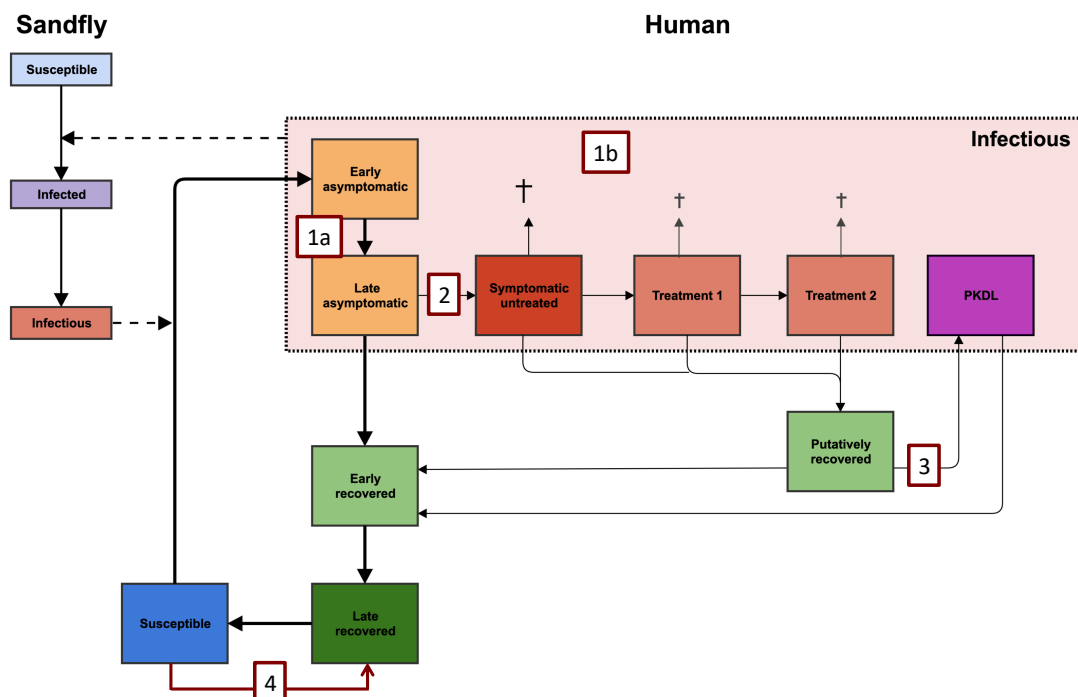 Sandfly
Human
Susceptible
Infectious
1b
Early
asymptomatic
Infected
1a
Late
asymptomatic
2
Symptomatic
untreated
Treatment 1
Treatment 2
PKDL
Infectious
Putatively
recovered
3
Early
recovered
Susceptible
Late
recovered
4